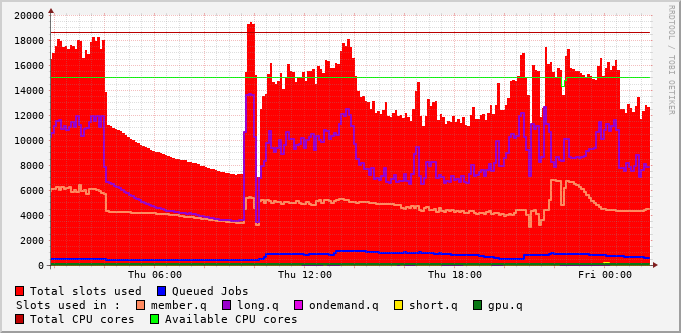 20000
18000
16000
14000
12000
10000
8000
6000
4000
2000
0
Thu 06:00 Thu 12:00 Thu 18:00 Fri 00:00
RRDTOOL / TOBI OETIKER
Total slots used Queued Jobs
Slots used in : member.q long.q ondemand.q short.q gpu.q
Total CPU cores Available CPU cores